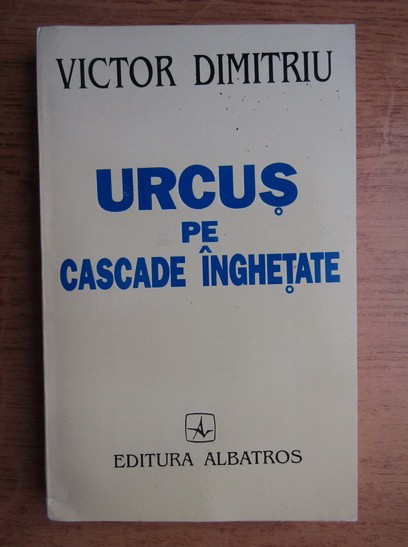 VICTOR DIMITRIU
URCUȘ
PE
CASCADE ÎNGHEȚATE
EDITURA ALBATROS